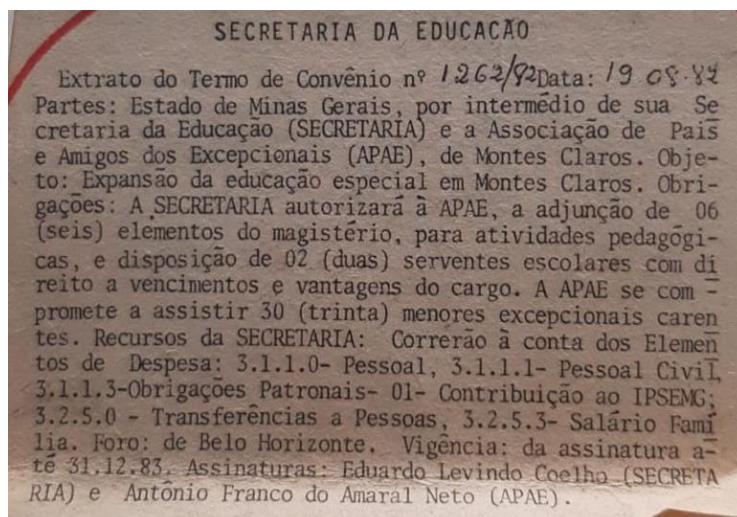 SECRETARIA DA EDUCACÃO
Extrato do Termo de Convênio nº 1262/82 Data: 19 08.82
Partes: Estado de Minas Gerais, por intermédio de sua Se
cretaria da Educação (SECRETARIA) e a Associação de Pais
e Amigos dos Excepcionais (APAE), de Montes Claros. Obje-
to: Expansão da educação especial em Montes Claros. Obri-
gações: A SECRETARIA autorizará à APAE, a adjunção de 06
(seis) elementos do magistério, para atividades pedagógi-
cas, e disposição de 02 (duas) serventes escolares com di
reito a vencimentos e vantagens do cargo. A APAE se com -
promete a assistir 30 (trinta) menores excepcionais caren
tes. Recursos da SECRETARIA: Correrão à conta dos Elemen
tos de Despesa: 3.1.1.0- Pessoal, 3.1.1.1- Pessoal Civil,
3.1.1.3-Obrigações Patronais- 01- Contribuição ao IPSEMG;
3.2.5.0 - Transferências a Pessoas, 3.2.5.3- Salário Famí
lia. Foro: de Belo Horizonte. Vigência: da assinatura a-
té 31.12.83. Assinaturas: Eduardo Levindo Coelho (SECRETA
RIA) e Antônio Franco do Amaral Neto (APAE).